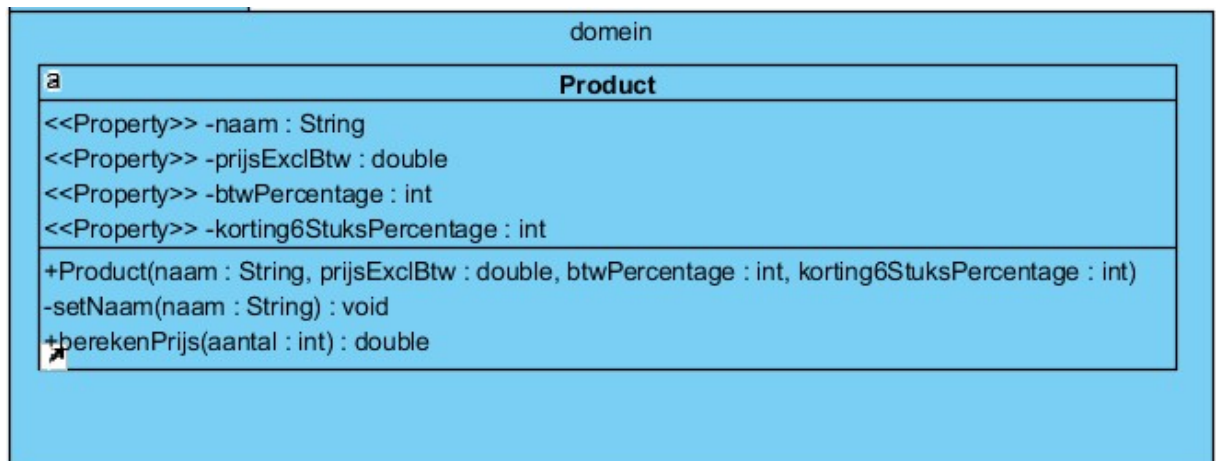 domein
a
Product
<<Property>> -naam : String
<<Property>> -prijsExclBtw : double
<<Property>> -btwPercentage : int
<<Property>> -korting6StuksPercentage : int
+Product(naam : String, prijsExclBtw : double, btwPercentage : int, korting6StuksPercentage : int)
-setNaam(naam : String) : void
+berekenPrijs(aantal : int) : double